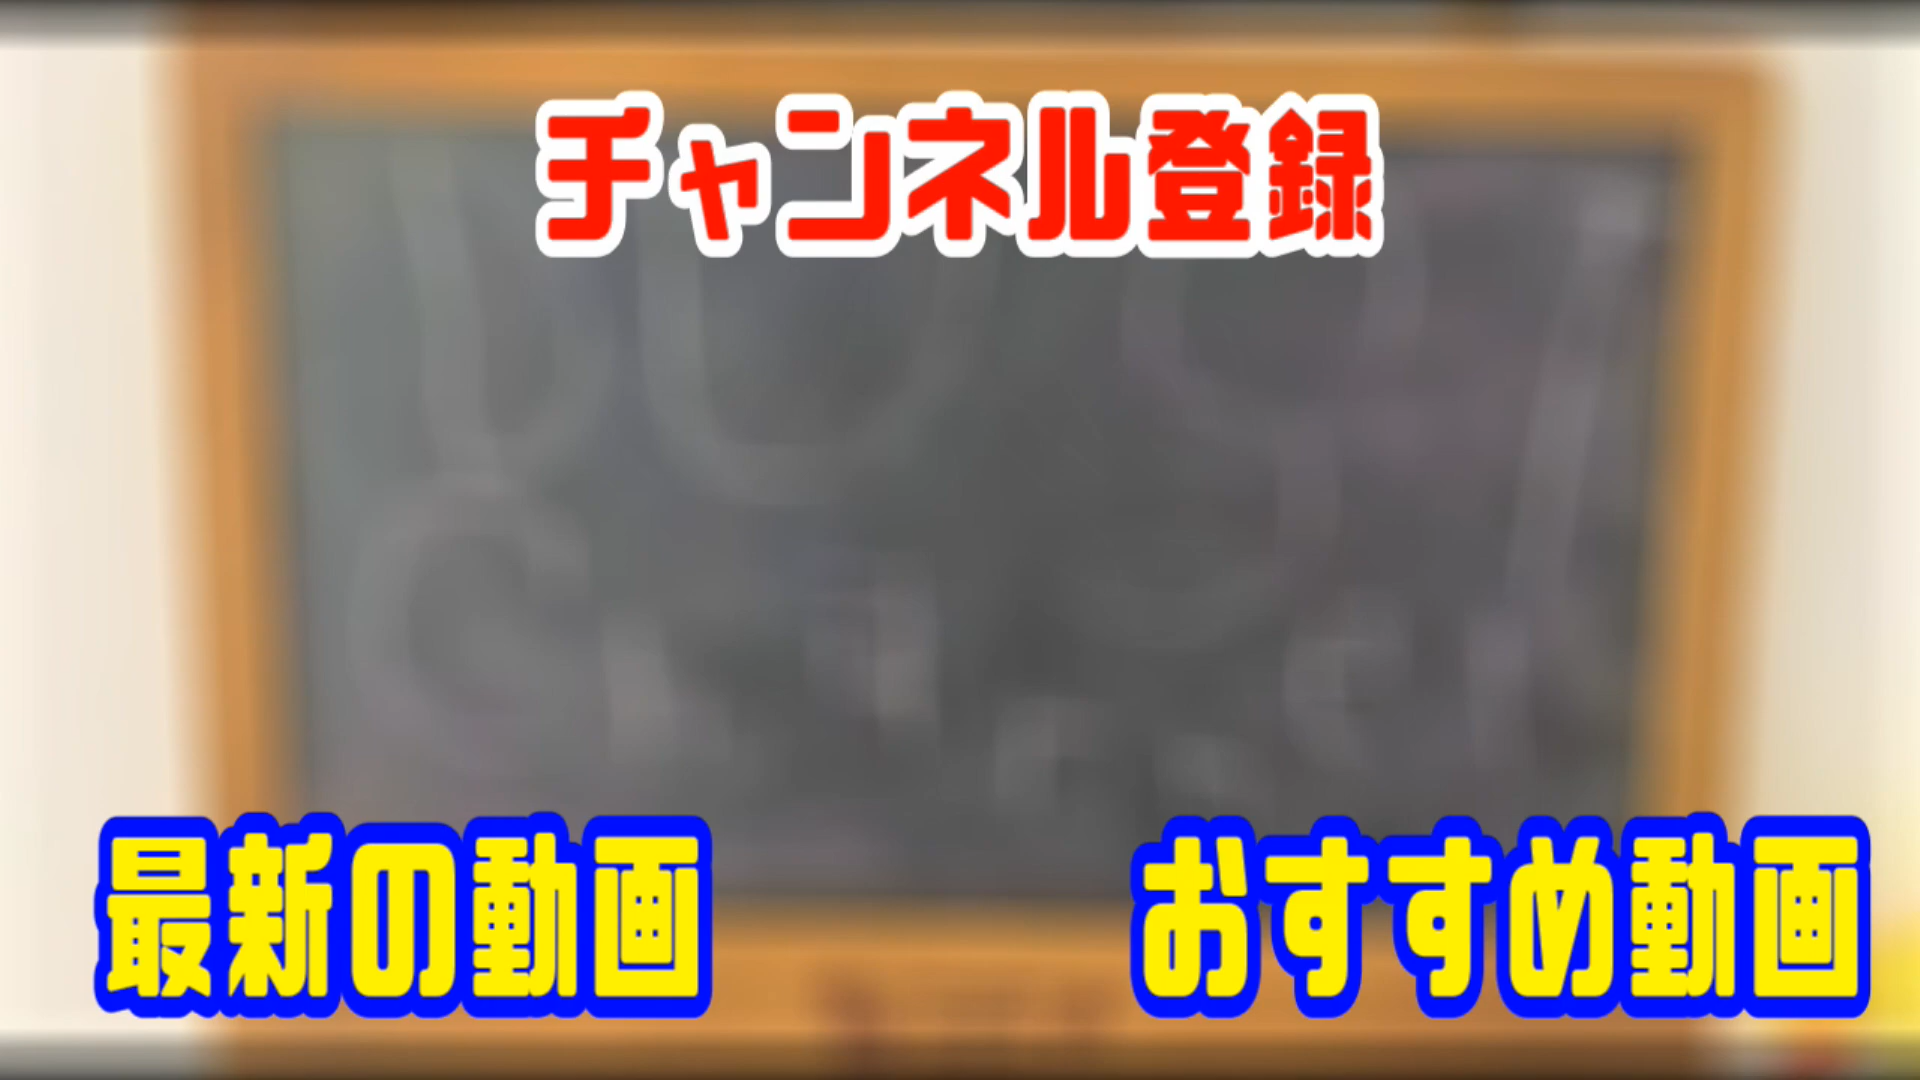 チャンネル登録
最新の動画
おすすめ動画